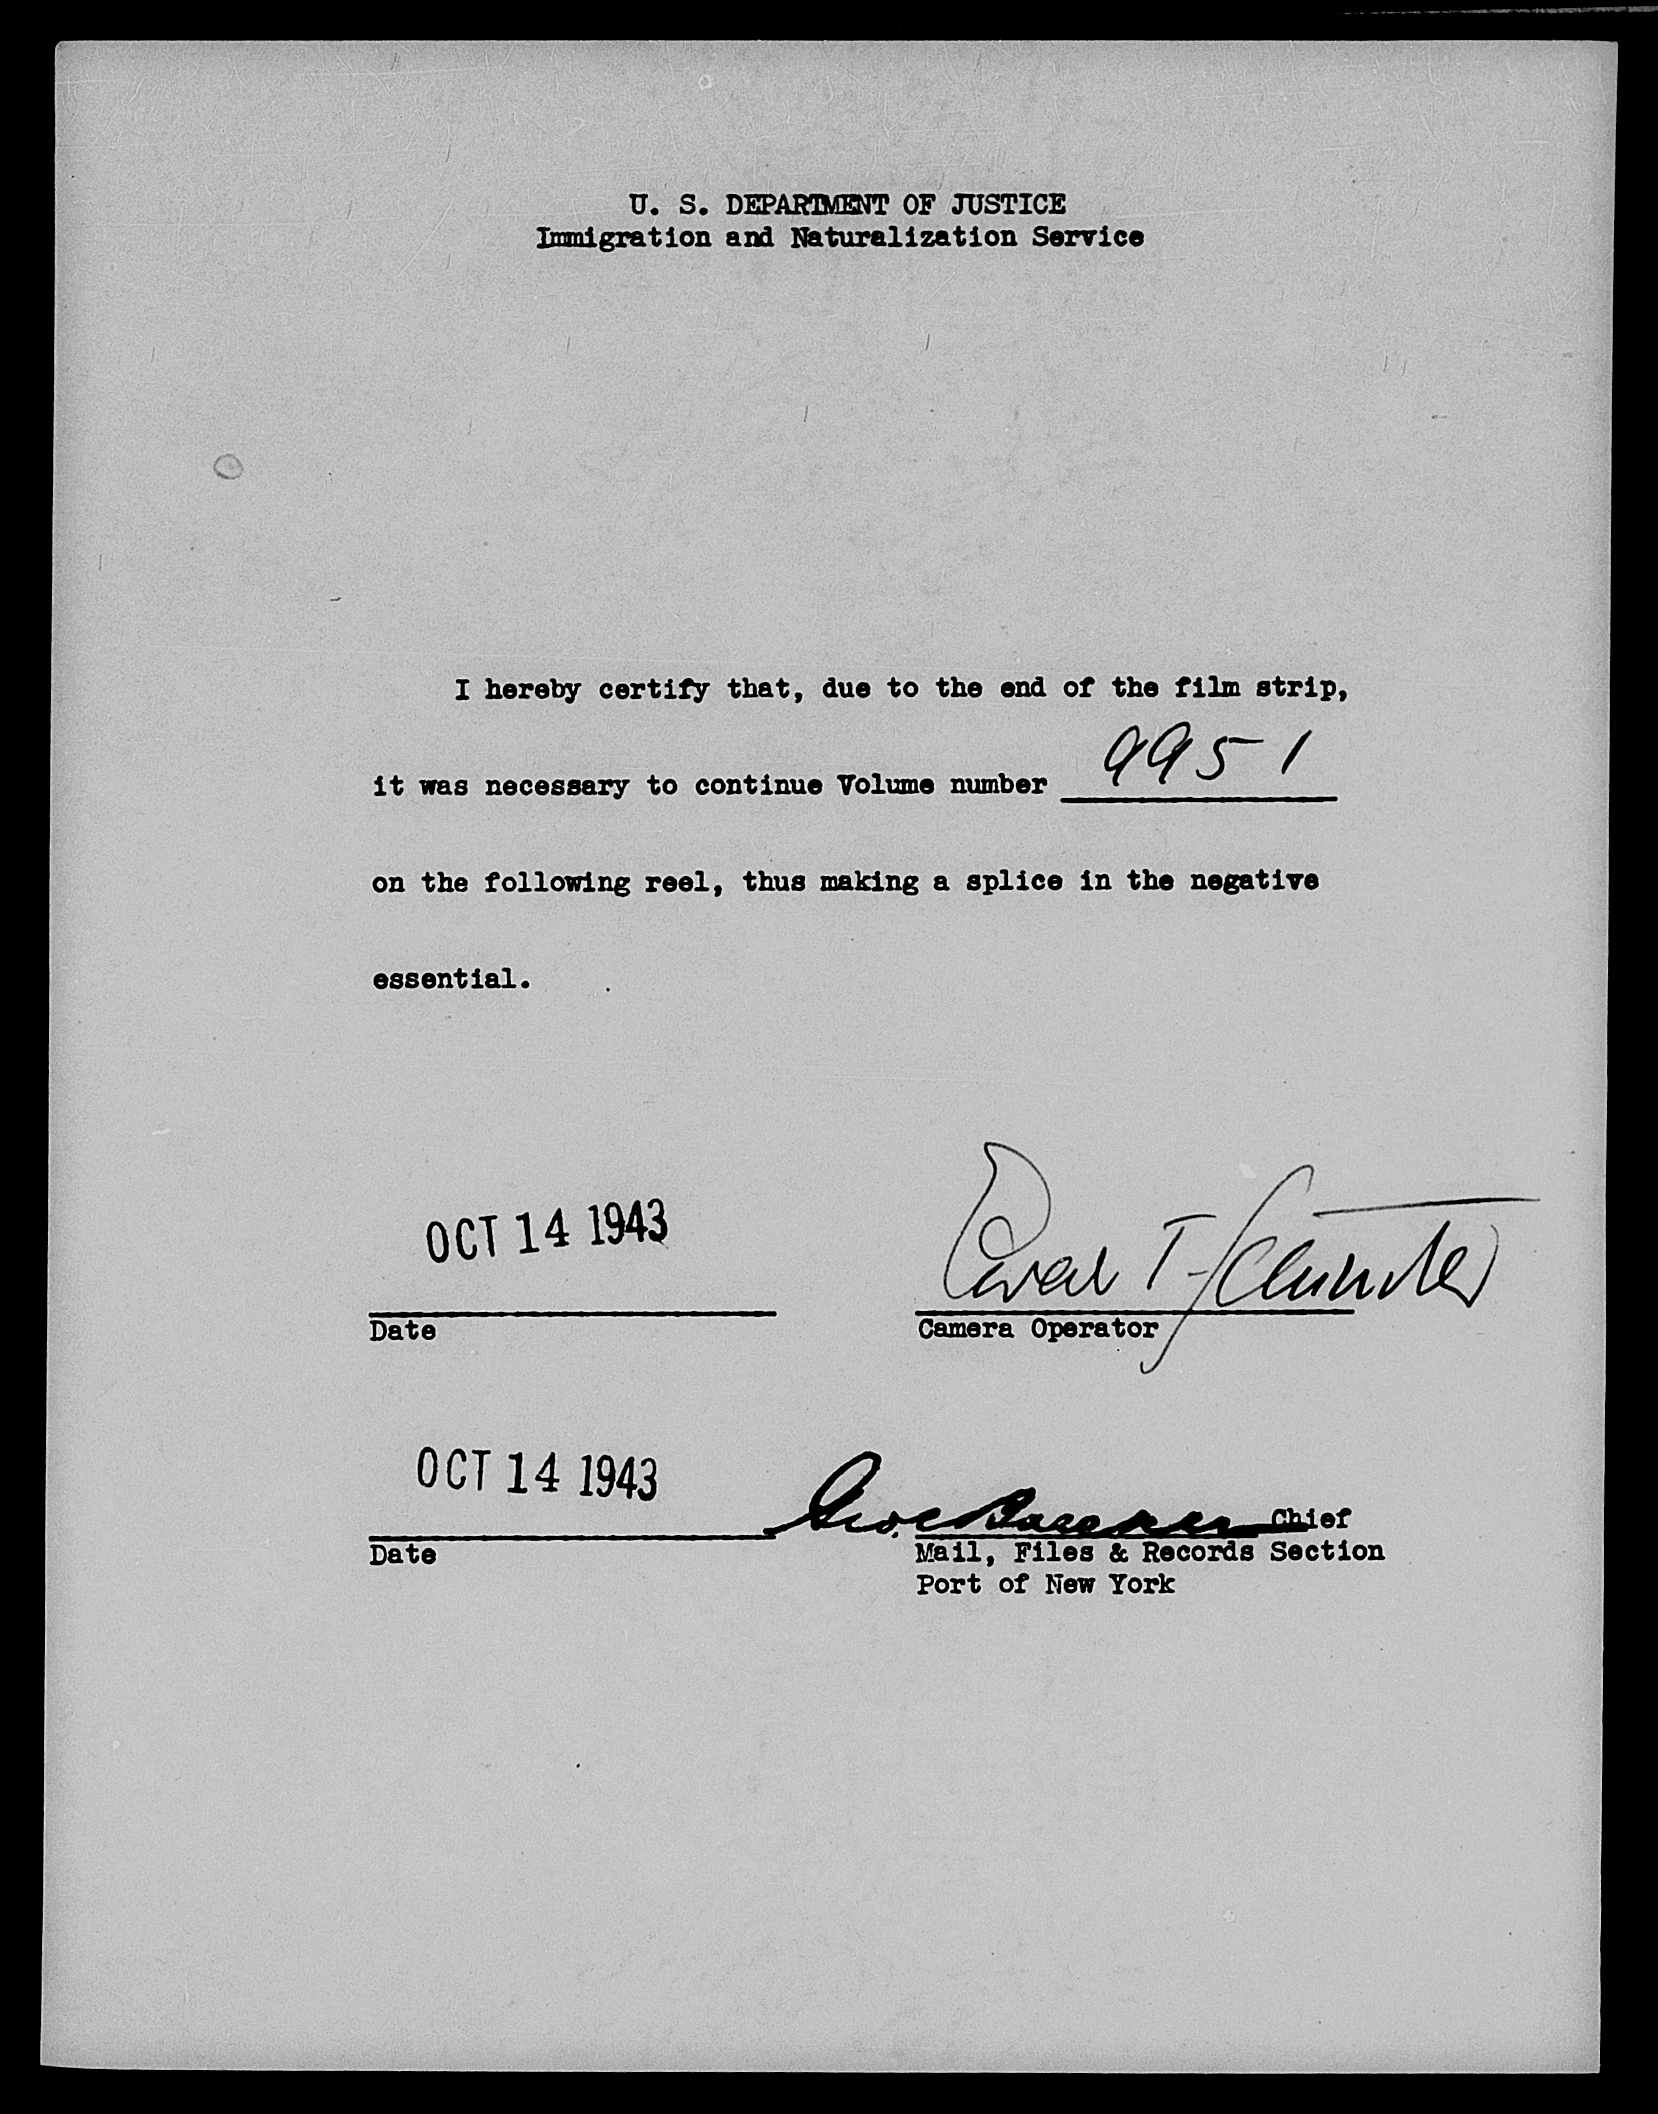 U. S. DEPARTMENT OF JUSTICE
Immigration and Naturalization Service
I hereby certify that, due to the end of the film strip,
it was necessary to continue Volume number 9951
on the following reel, thus making a splice in the negative
essential.
OCT 14 1943
Date
Camera Operator
OCT 14 1943
Geo. Chief
Date
Mail, Files & Records Section
Port of New York